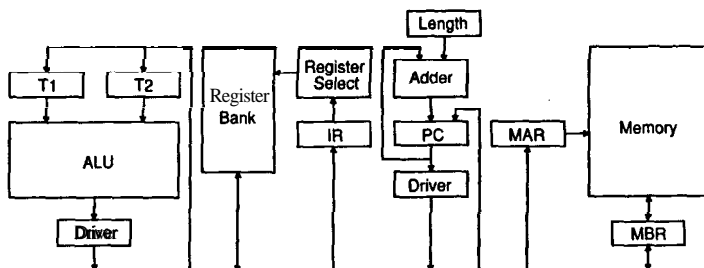 Length
T1
T2
Register
Bank
Register
Select
Adder
ALU
IR
PC
MAR
Memory
Driver
Driver
MBR